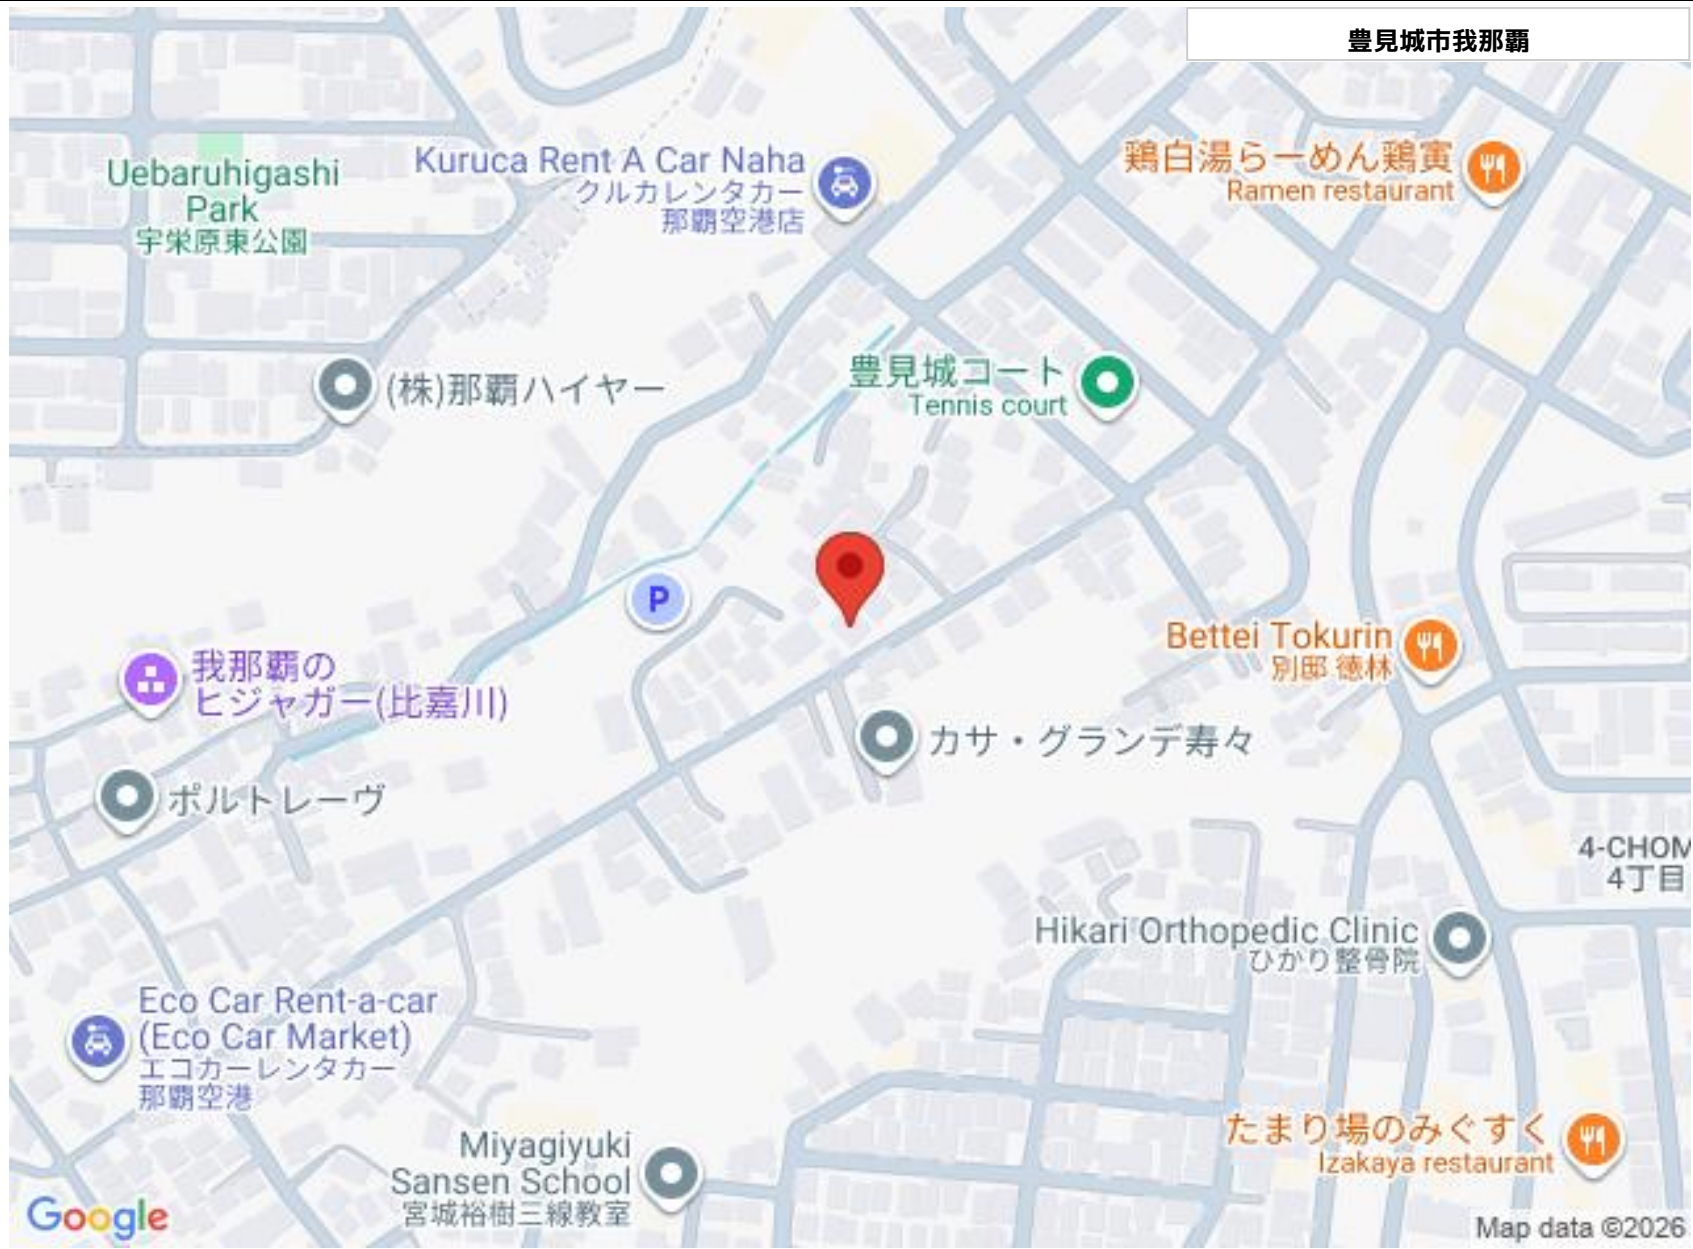 豊見城市我那覇
Uebaruhigashi
Park
宇栄原東公園
Kuruca Rent A Car Naha
クルカレンタカー
那覇空港店
鶏白湯らーめん鶏寅
Ramen restaurant
(株)那覇ハイヤー
豊見城コート
Tennis court
P
我那覇の
ヒジャガー(比嘉川)
Bettei Tokurin
別邸 徳林
カサ・グランデ寿々
ポルトレーヴ
4-CHOM
4丁目
Hikari Orthopedic Clinic
ひかり整骨院
Eco Car Rent-a-car
(Eco Car Market)
エコカーレンタカー
那覇空港
Miyagiyuki
Sansen School
宮城裕樹三線教室
たまり場のみぐすく
Izakaya restaurant
Google
Map data ©2026